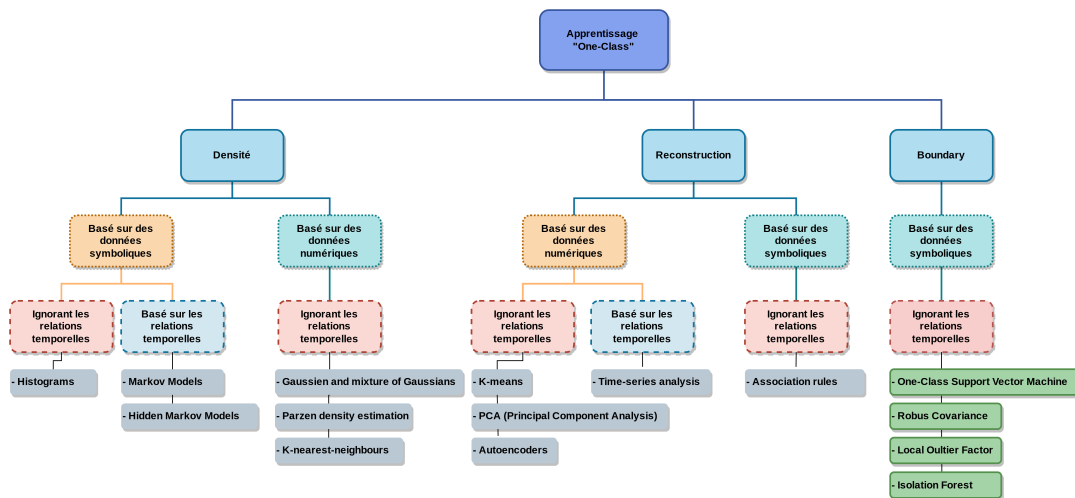 Apprentissage
"One-Class"
Densité
Reconstruction
Boundary
Basé sur des
données
symboliques
Basé sur des
données
numériques
Basé sur des
données
numériques
Basé sur des
données
symboliques
Basé sur des
données
symboliques
Ignorant les
relations
temporelles
Basé sur les
relations
temporelles
Ignorant les
relations
temporelles
Ignorant les
relations
temporelles
Basé sur les
relations
temporelles
Ignorant les
relations
temporelles
Ignorant les
relations
temporelles
- Histograms
- Markov Models
- Hidden Markov Models
- Gaussien and mixture of Gaussians
- Parzen density estimation
- K-nearest-neighbours
- K-means
- PCA (Principal Component Analysis)
- Autoencoders
- Time-series analysis
- Association rules
- One-Class Support Vector Machine
- Robus Covariance
- Local Oultier Factor
- Isolation Forest